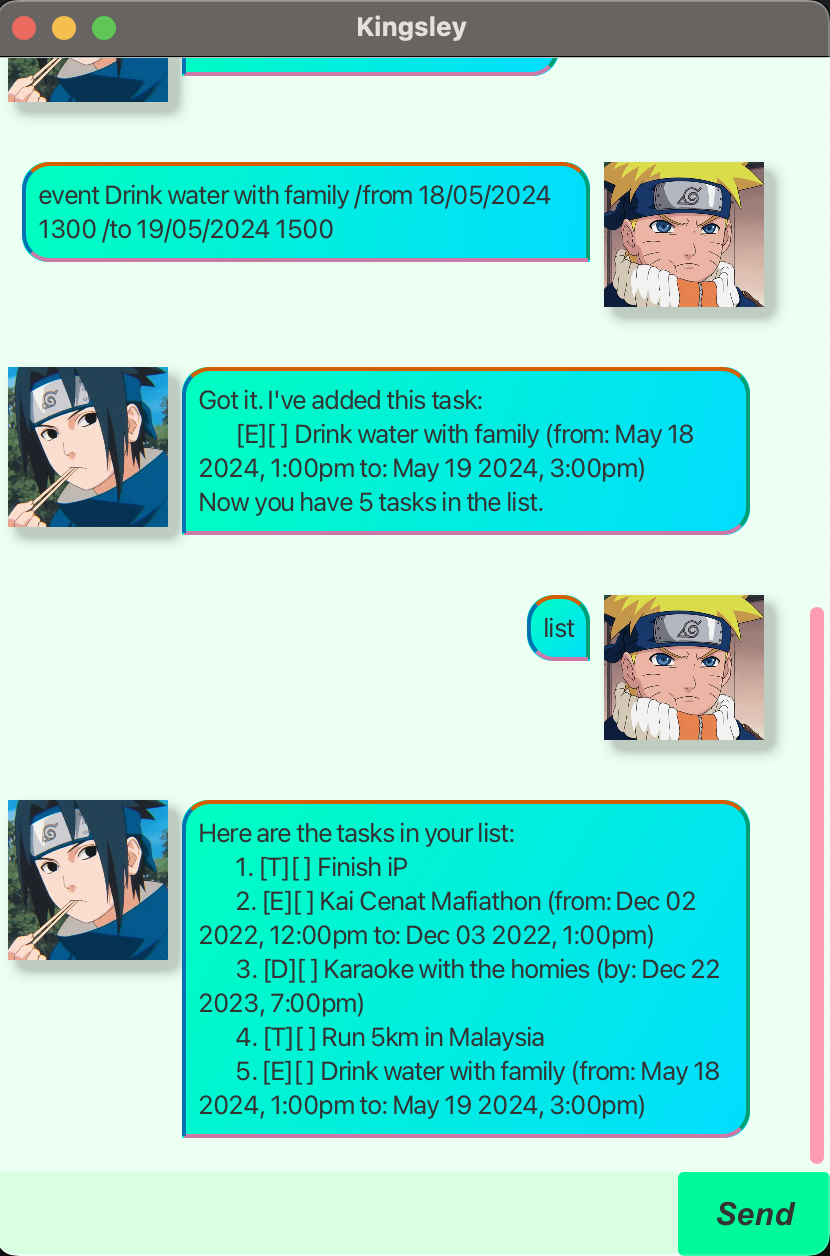 Kingsley
event Drink water with family /from 18/05/2024
1300 /to 19/05/2024 1500
Got it. I've added this task:
[E][ ] Drink water with family (from: May 18
2024, 1:00pm to: May 19 2024, 3:00pm)
Now you have 5 tasks in the list.
list
Here are the tasks in your list:
1. [T][ ] Finish iP
2. [E][ ] Kai Cenat Mafiathon (from: Dec 02
2022, 12:00pm to: Dec 03 2022, 1:00pm)
3. [D][ ] Karaoke with the homies (by: Dec 22
2023, 7:00pm)
4. [T][ ] Run 5km in Malaysia
5. [E][ ] Drink water with family (from: May 18
2024, 1:00pm to: May 19 2024, 3:00pm)
Send